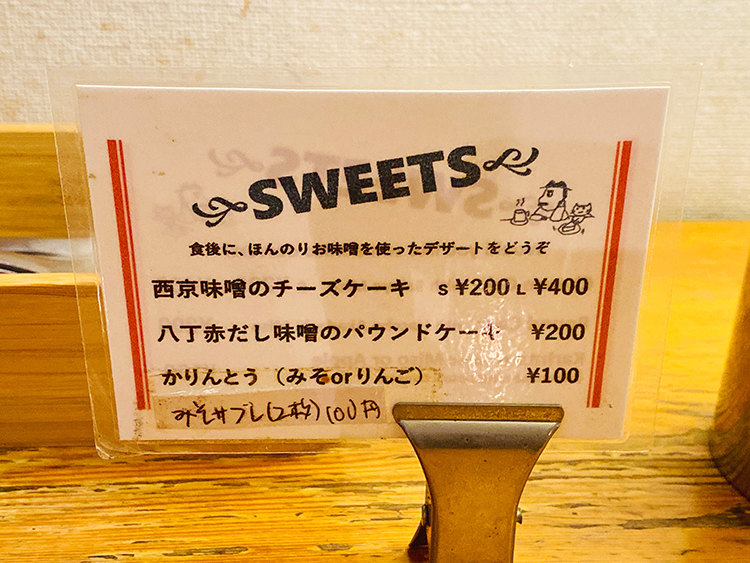 SWEETS
食後に、ほんのりお味噌を使ったデザートをどうぞ
西京味噌のチーズケーキ S ¥200 L ¥400
八丁赤だし味噌のパウンドケーキ ¥200
かりんとう（みそorりんご） ¥100
みそサブレ(2枚)100円